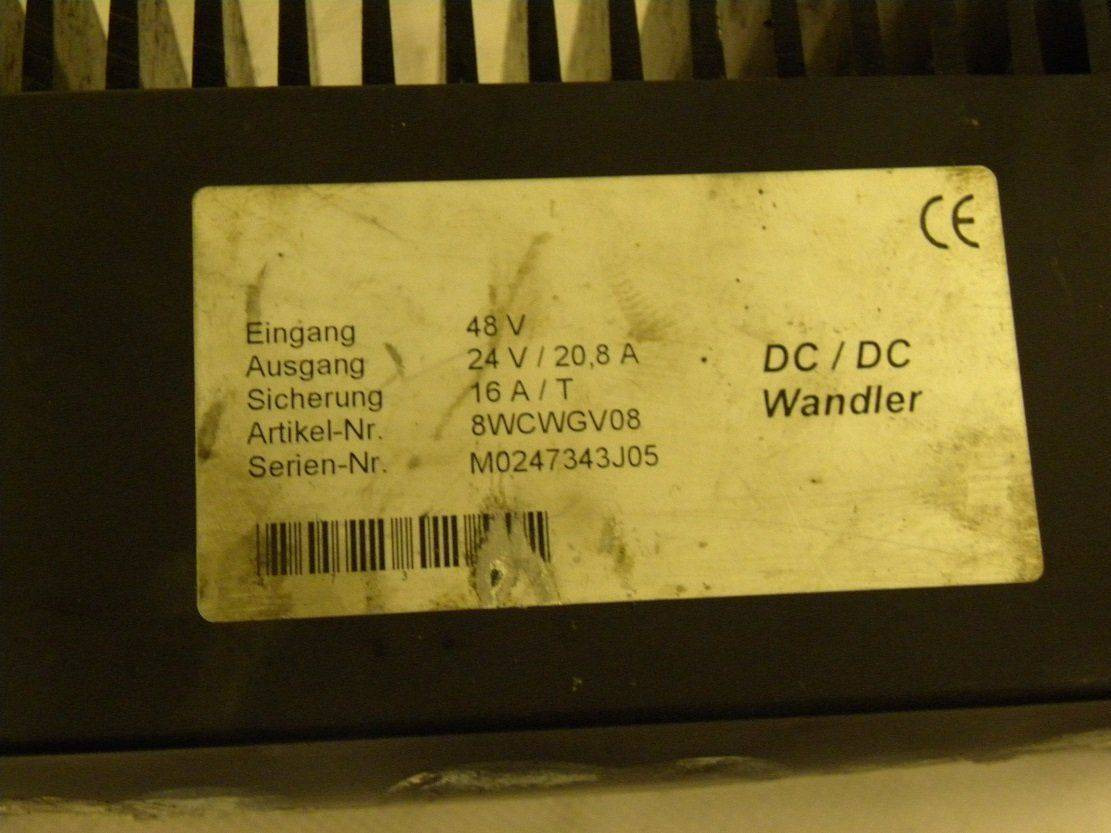 CE
Eingang 48 V
Ausgang 24 V / 20,8 A
Sicherung 16 A / T
Artikel-Nr. 8WCWGV08
Serien-Nr. M0247343J05
DC / DC
Wandler